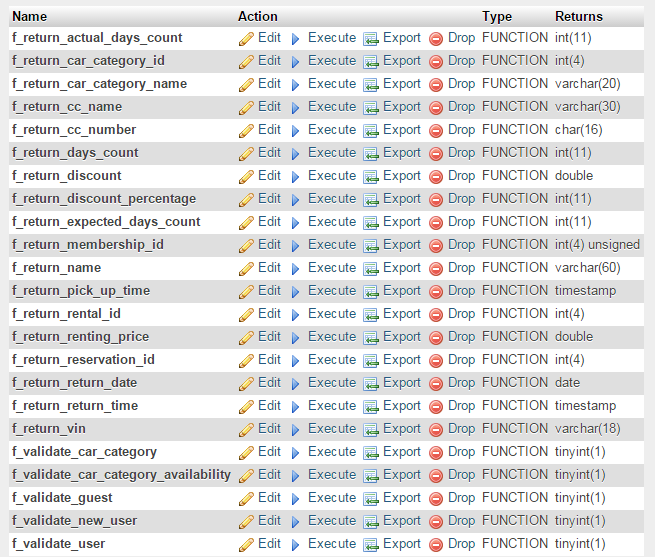 Name Action Type Returns
f_return_actual_days_count Edit Execute Export Drop FUNCTION int(11)
f_return_car_category_id Edit Execute Export Drop FUNCTION int(4)
f_return_car_category_name Edit Execute Export Drop FUNCTION varchar(20)
f_return_cc_name Edit Execute Export Drop FUNCTION varchar(30)
f_return_cc_number Edit Execute Export Drop FUNCTION char(16)
f_return_days_count Edit Execute Export Drop FUNCTION int(11)
f_return_discount Edit Execute Export Drop FUNCTION double
f_return_discount_percentage Edit Execute Export Drop FUNCTION int(11)
f_return_expected_days_count Edit Execute Export Drop FUNCTION int(11)
f_return_membership_id Edit Execute Export Drop FUNCTION int(4) unsigned
f_return_name Edit Execute Export Drop FUNCTION varchar(60)
f_return_pick_up_time Edit Execute Export Drop FUNCTION timestamp
f_return_rental_id Edit Execute Export Drop FUNCTION int(4)
f_return_renting_price Edit Execute Export Drop FUNCTION double
f_return_reservation_id Edit Execute Export Drop FUNCTION int(4)
f_return_return_date Edit Execute Export Drop FUNCTION date
f_return_return_time Edit Execute Export Drop FUNCTION timestamp
f_return_vin Edit Execute Export Drop FUNCTION varchar(18)
f_validate_car_category Edit Execute Export Drop FUNCTION tinyint(1)
f_validate_car_category_availability Edit Execute Export Drop FUNCTION tinyint(1)
f_validate_guest Edit Execute Export Drop FUNCTION tinyint(1)
f_validate_new_user Edit Execute Export Drop FUNCTION tinyint(1)
f_validate_user Edit Execute Export Drop FUNCTION tinyint(1)